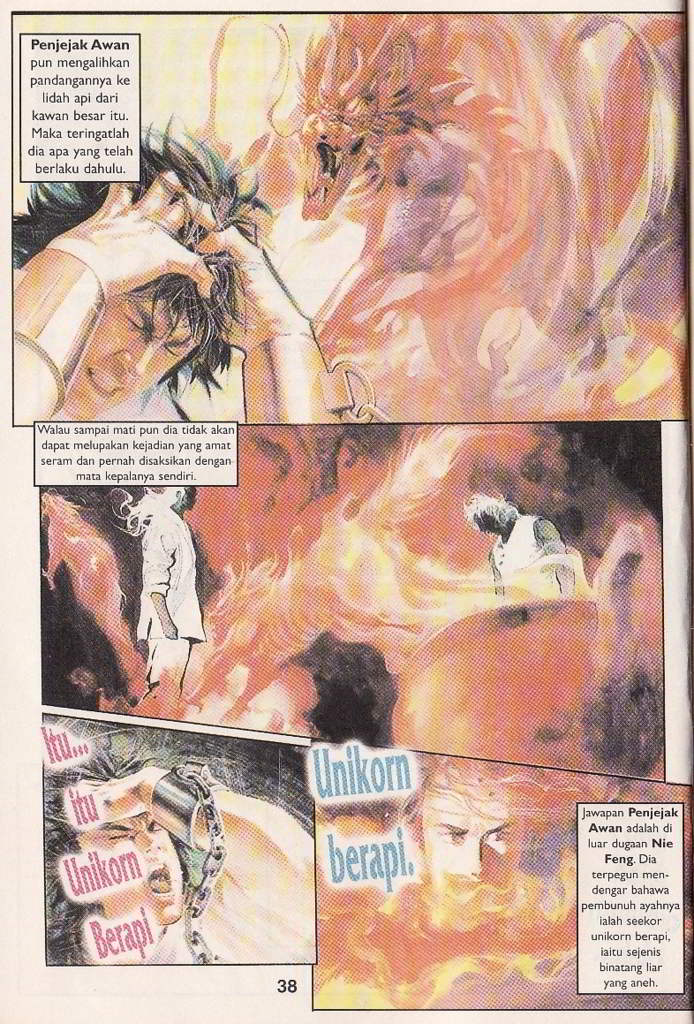 Penjejak Awan
pun mengalihkan
pandangannya ke
lidah api dari
kawan besar itu.
Maka teringatlah
dia apa yang telah
berlaku dahulu.
Walau sampai mati pun dia tidak akan
dapat melupakan kejadian yang amat
seram dan pernah disaksikan dengan
mata kepalanya sendiri.
Itu...
itu
Unikorn
Berapi
Unikorn
berapi.
Jawapan Penjejak
Awan adalah di
luar dugaan Nie
Feng. Dia
terpegun men-
dengar bahawa
pembunuh ayahnya
ialah seekor
unikorn berapi,
iaitu sejenis
binatang liar
yang aneh.
38